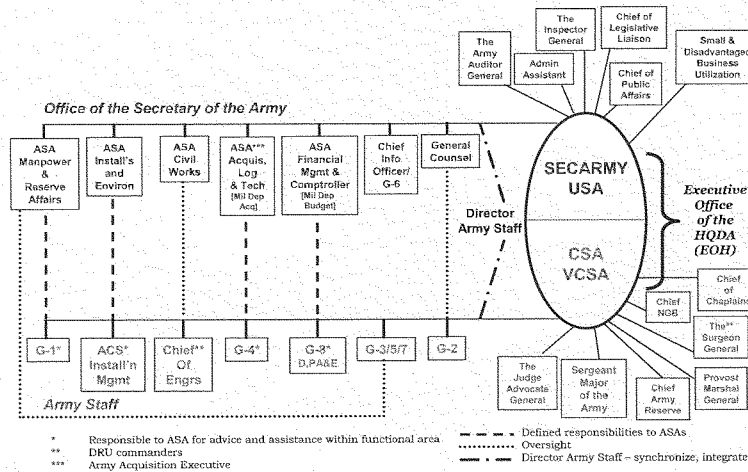 The
Inspector
General
Chief of
Legislative
Liaison
The
Army
Auditor
General
Admin
Assistant
Chief of
Public
Affairs
Small &
Disadvantaged
Business
Utilization
Office of the Secretary of the Army
ASA
Manpower
& Reserve
Affairs
ASA
Install's
and
Environ
ASA
Civil
Works
ASA***
Acquis,
Log
& Tech
[Mil Dep
Acq]
ASA
Financial
Mgmt &
Comptroller
[Mil Dep
Budget]
Chief
Info
Officer/
G-6
General
Counsel
Director
Army Staff
SECARMY
USA
CSA
VCSA
Executive
Office
of the
HQDA
(EOH)
G-1*
ACS*
Install'n
Mgmt
Chief**
Of
Engrs
G-4*
G-8*
D,PA&E
G-3/5/7
G-2
Army Staff
Chief
of
Chaplains
Chief
NGB
The**
Surgeon
General
Provost
Marshal
General
Chief
Army
Reserve
Sergeant
Major
of the
Army
The
Judge
Advocate
General
* Responsible to ASA for advice and assistance within functional area
** DRU commanders
*** Army Acquisition Executive
Defined responsibilities to ASAs
Oversight
Director Army Staff – synchronize, integrate